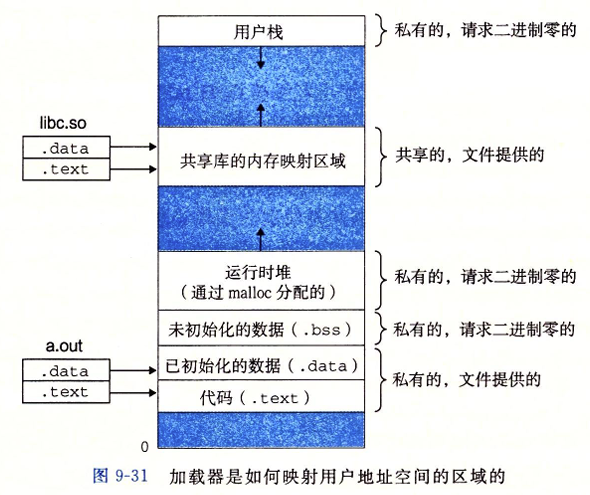 用户栈
私有的，请求二进制零的
libc.so
.data
.text
共享库的内存映射区域
共享的，文件提供的
运行时堆
（通过 malloc 分配的）
私有的，请求二进制零的
未初始化的数据（.bss）
私有的，请求二进制零的
a.out
.data
.text
已初始化的数据（.data）
代码（.text）
私有的，文件提供的
0
图 9-31 加载器是如何映射用户地址空间的区域的